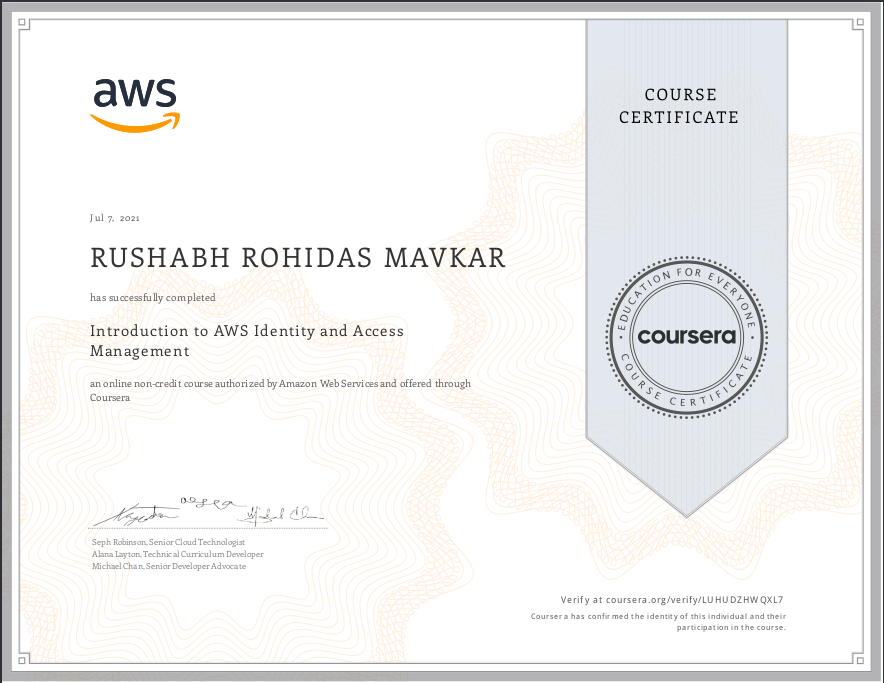 aws
COURSE
CERTIFICATE
Jul 7, 2021
RUSHABH ROHIDAS MAVKAR
has successfully completed
Introduction to AWS Identity and Access
Management
an online non-credit course authorized by Amazon Web Services and offered through
Coursera
EDUCATION FOR EVERYONE
coursera
COURSE CERTIFICATE
Seph Robinson, Senior Cloud Technologist
Alana Layton, Technical Curriculum Developer
Michael Chan, Senior Developer Advocate
Verify at coursera.org/verify/LUHUDZHWQXL7
Coursera has confirmed the identity of this individual and their
participation in the course.